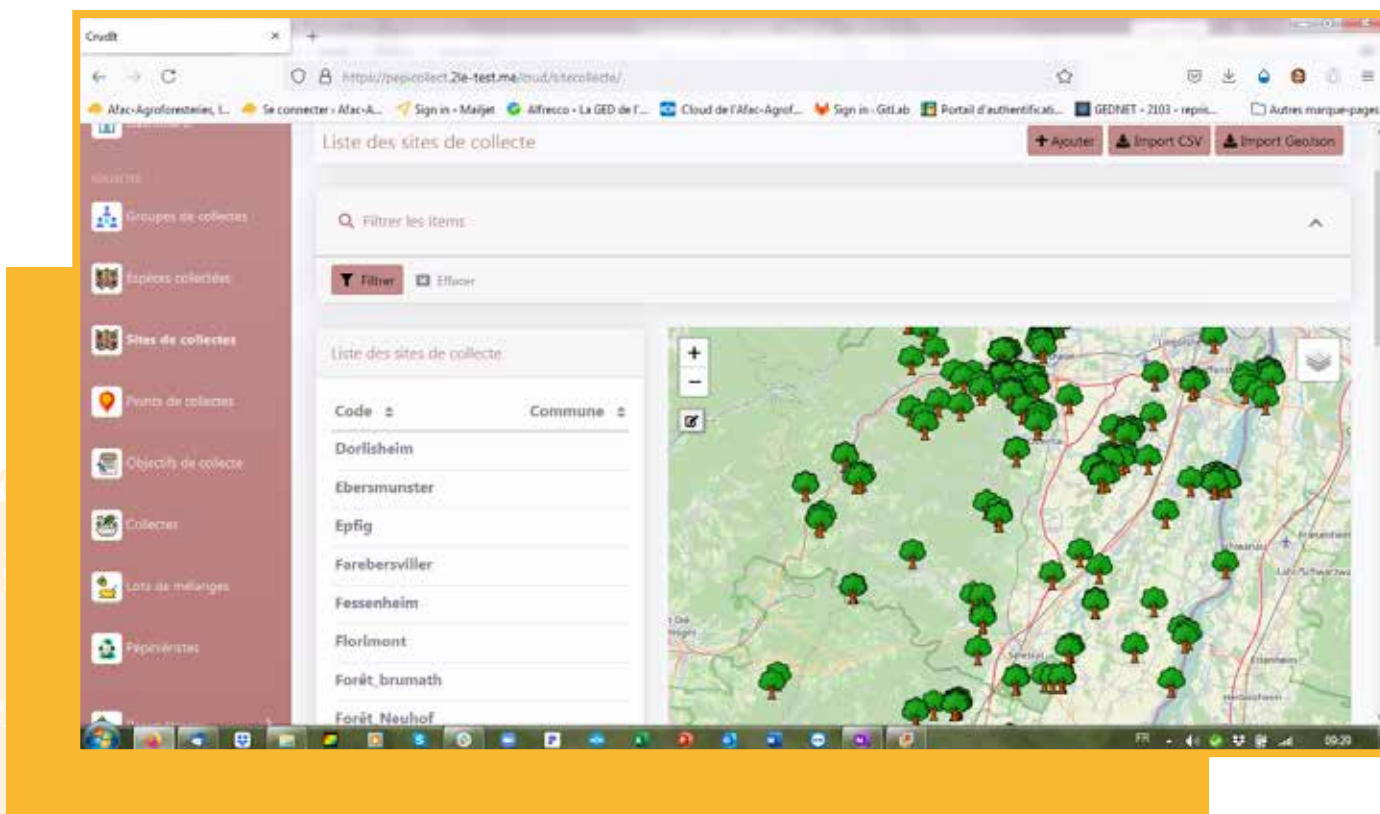 Crudit
https://pepicollect.2le-test.me/crud/sitecollecte/
Afac-Agroforesteries, L... Se connecter ‹ Afac-A... Sign in - Mailjet Alfresco - La GED de l'... Cloud de l'Afac-Agrof... Sign in · GitLab Portail d'authentificati... GEDNET - 2103 - repris... Autres marque-pages
Liste des sites de collecte
+ Ajouter Import CSV Import GeoJson
Groupes de collectes
Filtrer les items
Espèces collectées
Filtrer Effacer
Sites de collectes
Liste des sites de collecte
Points de collectes
Code Commune
Dorlisheim
Objectifs de collecte
Ebersmunster
Collectes
Epfig
Farebersviller
Lots de mélanges
Fessenheim
Florimont
Pépiniéristes
Forêt_brumath
Forêt_Neuhof
FR 09:29